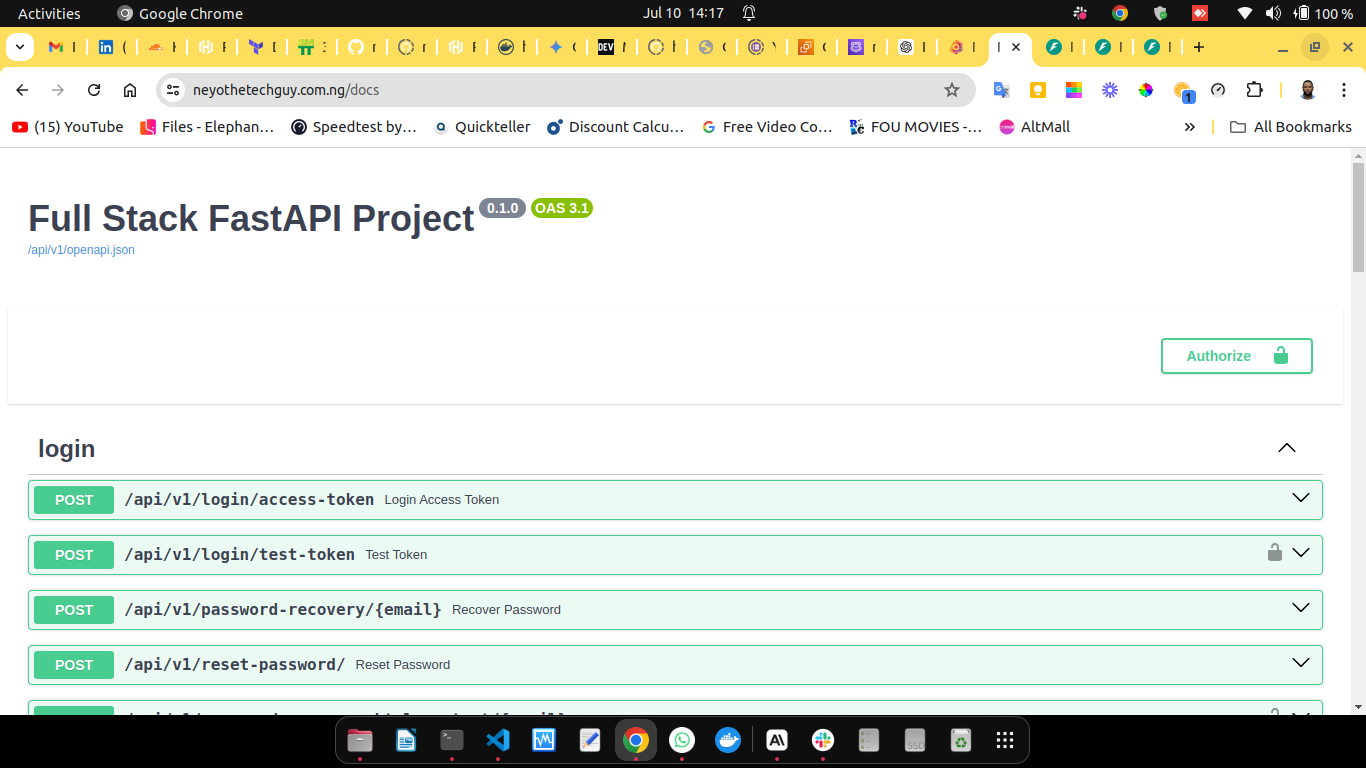 Activities Google Chrome Jul 10 14:17 100 %
neyothetechguy.com.ng/docs
1
(15) YouTube Files - Elephan... Speedtest by... Quickteller Discount Calcu... Free Video Co... FOU MOVIES -... AltMall » All Bookmarks
Full Stack FastAPI Project 0.1.0 OAS 3.1
/api/v1/openapi.json
Authorize
login
POST /api/v1/login/access-token Login Access Token
POST /api/v1/login/test-token Test Token
POST /api/v1/password-recovery/{email} Recover Password
POST /api/v1/reset-password/ Reset Password
SSD